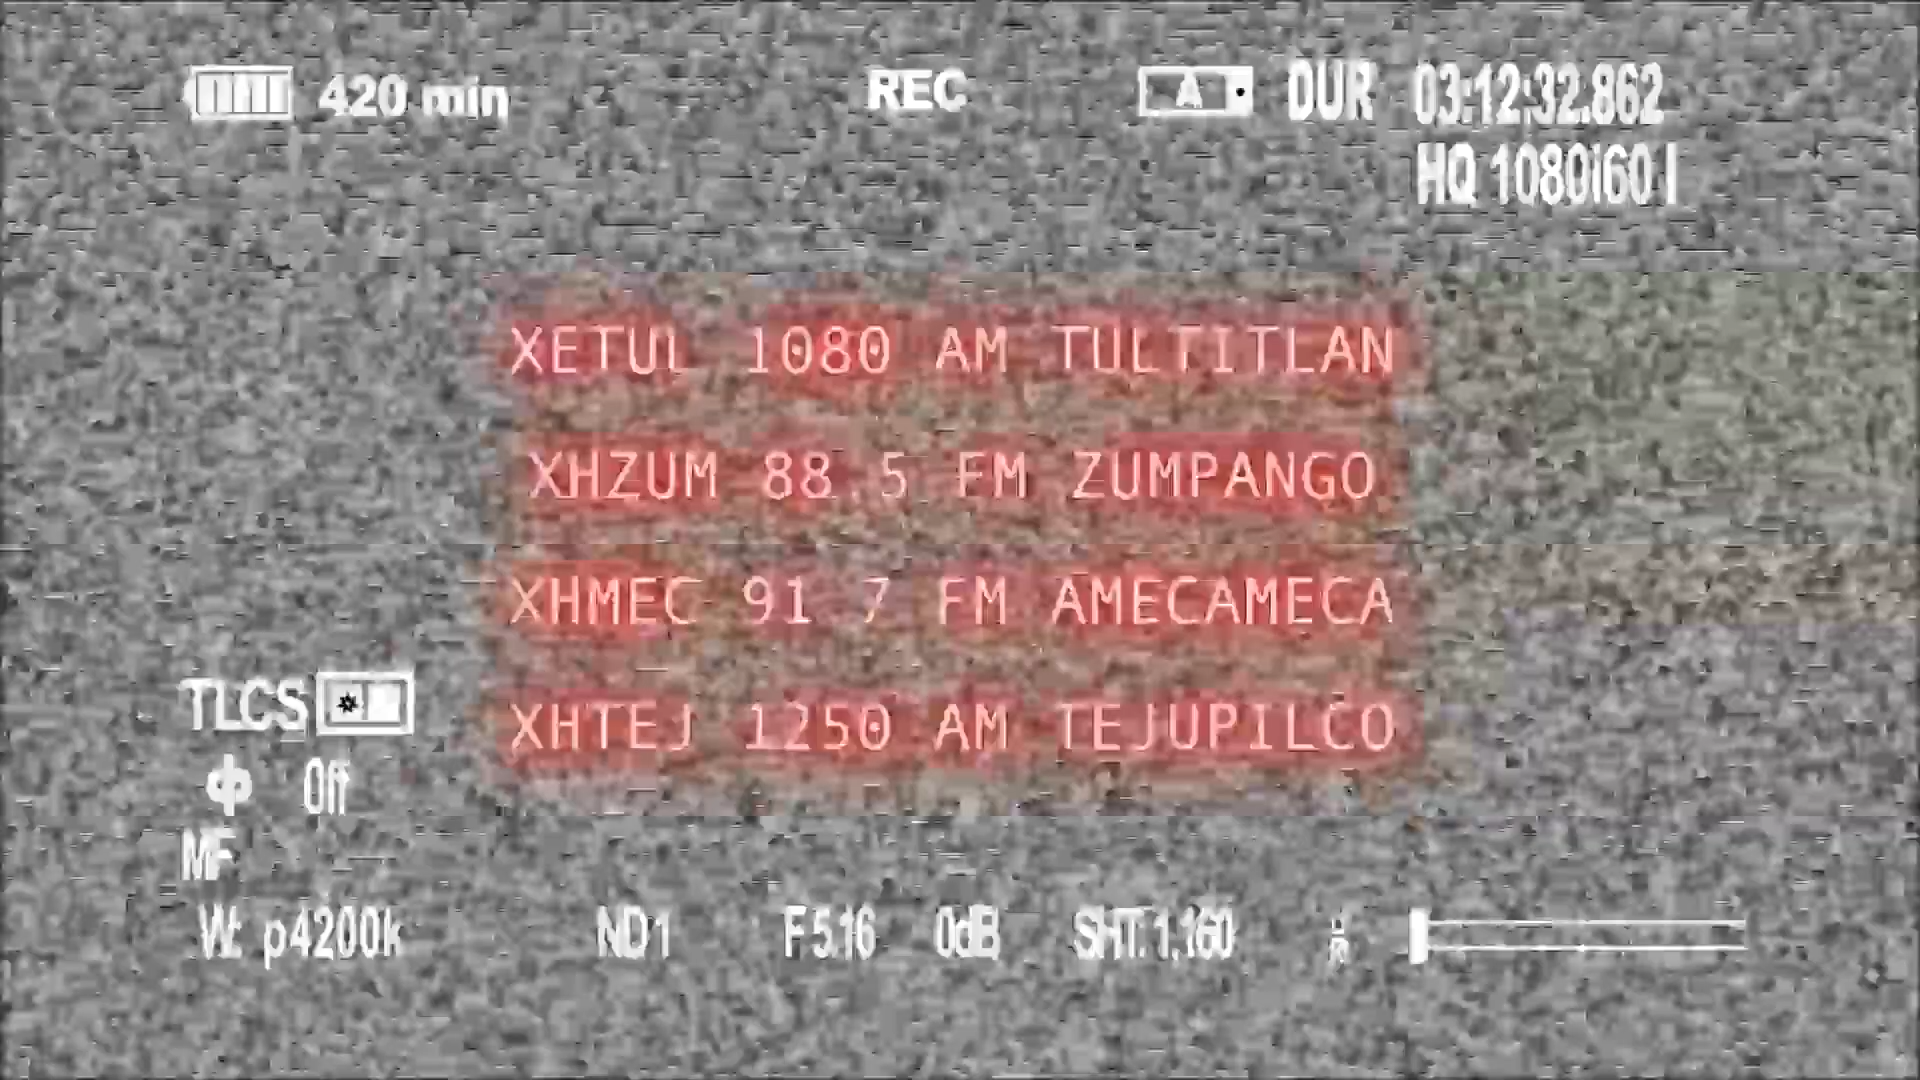 420 min REC A DUR 03:12:32.862
HQ 1080i60 I
XETUL 1080 AM TULTITLAN
XHZUM 88.5 FM ZUMPANGO
XHMEC 91.7 FM AMECAMECA
XHTEJ 1250 AM TEJUPILCO
TLCS
Off
MF
W: p4200k ND1 F5.16 0dB SHT.1.160